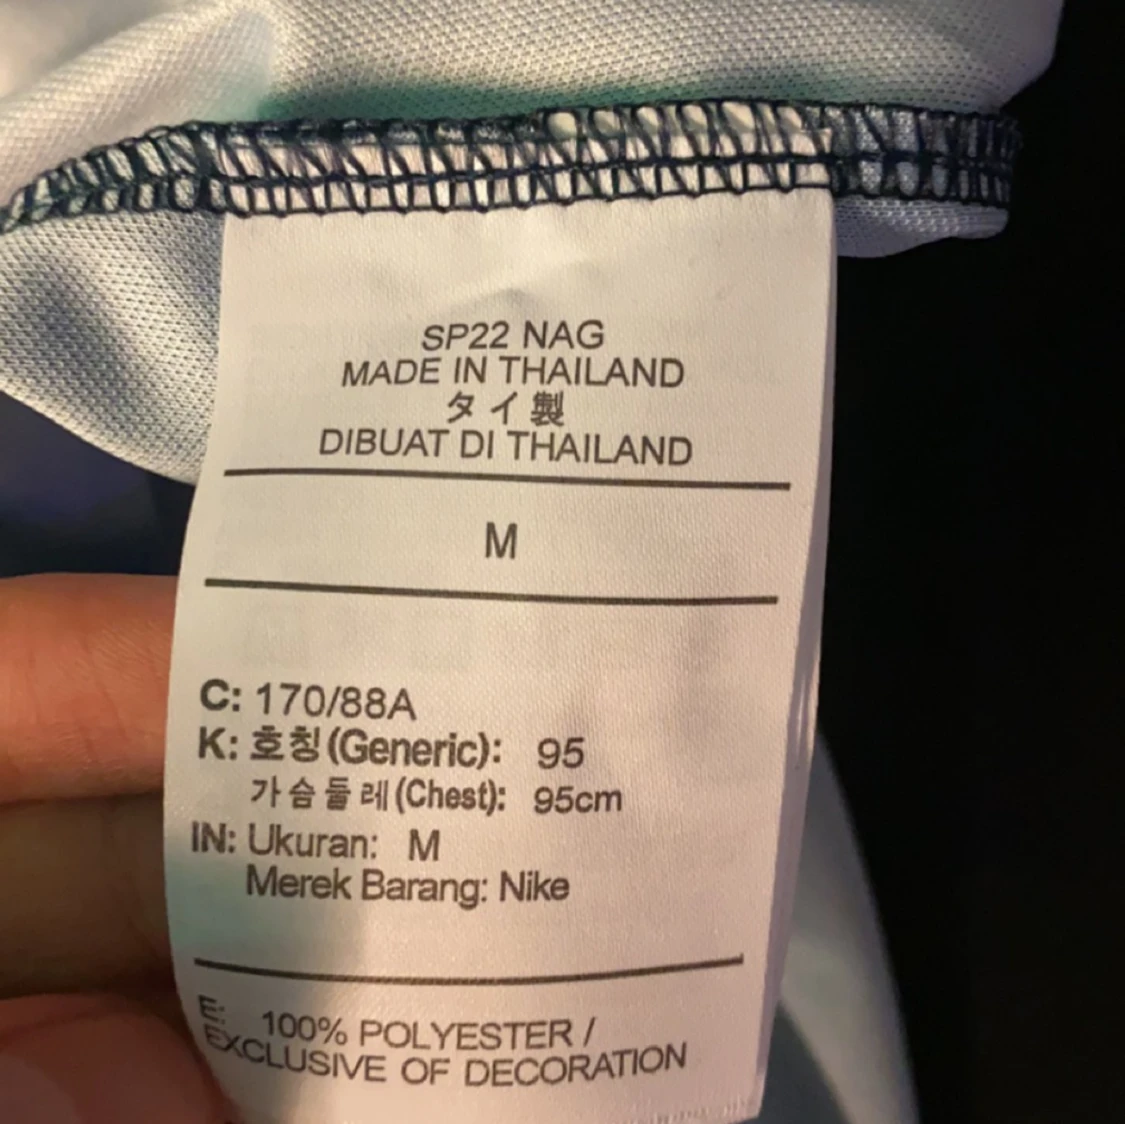 SP22 NAG
MADE IN THAILAND
タイ製
DIBUAT DI THAILAND
M
C: 170/88A
K: 호칭(Generic): 95
가슴둘레(Chest): 95cm
IN: Ukuran: M
Merek Barang: Nike
E: 100% POLYESTER /
EXCLUSIVE OF DECORATION